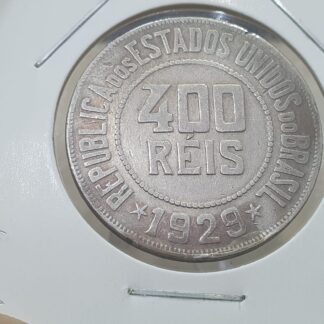 REPUBLICA DOS ESTADOS UNIDOS DO BRASIL
400
RÉIS
1929